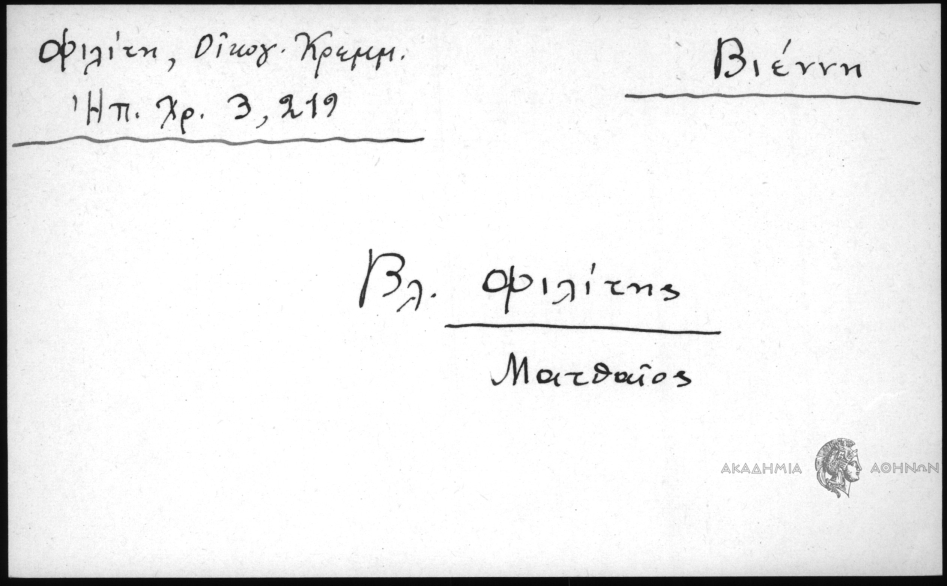 Φιλίτη, Οἰκογ. Κρεμμ.
Ἠπ. Χρ. 3, 219
Βιέννη
Βλ. Φιλίτης
Ματθαῖος
ΑΚΑΔΗΜΙΑ ΑΘΗΝΩΝ